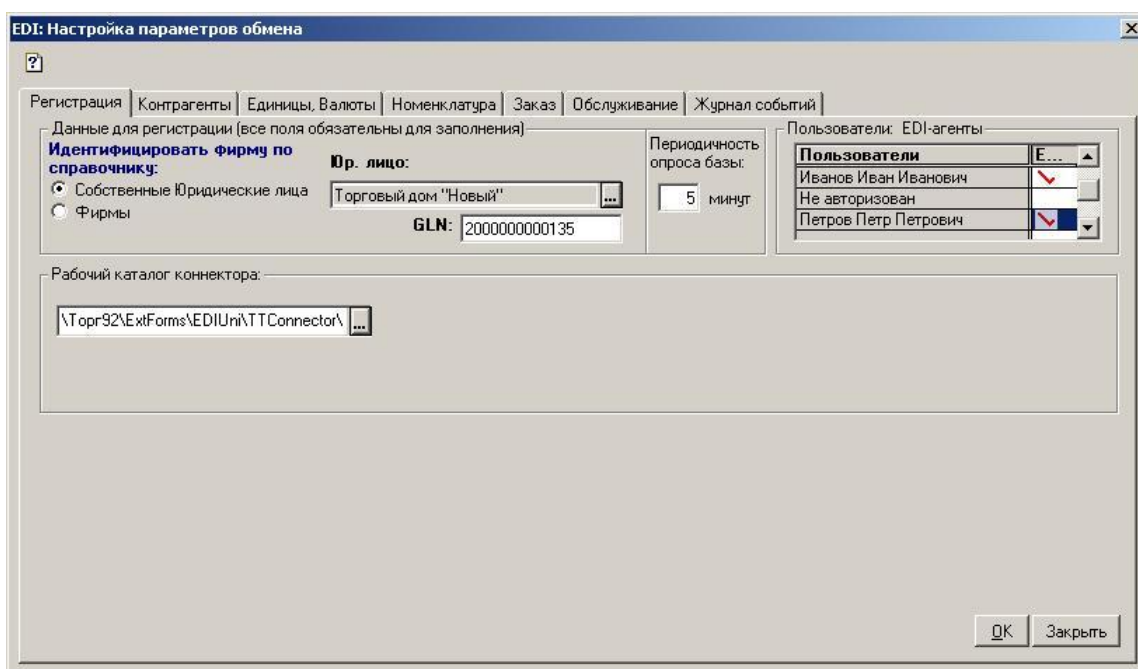 EDI: Настройка параметров обмена
Регистрация Контрагенты Единицы, Валюты Номенклатура Заказ Обслуживание Журнал событий
Данные для регистрации (все поля обязательны для заполнения)
Идентифицировать фирму по
справочнику:
Собственные Юридические лица
Фирмы
Юр. лицо:
Торговый дом "Новый" ...
GLN: 2000000000135
Периодичность
опроса базы:
5 минут
Пользователи: EDI-агенты
Пользователи E...
Иванов Иван Иванович
Не авторизован
Петров Петр Петрович
Рабочий каталог коннектора:
\Торг92\ExtForms\EDIUni\TTConnector\ ...
OK Закрыть